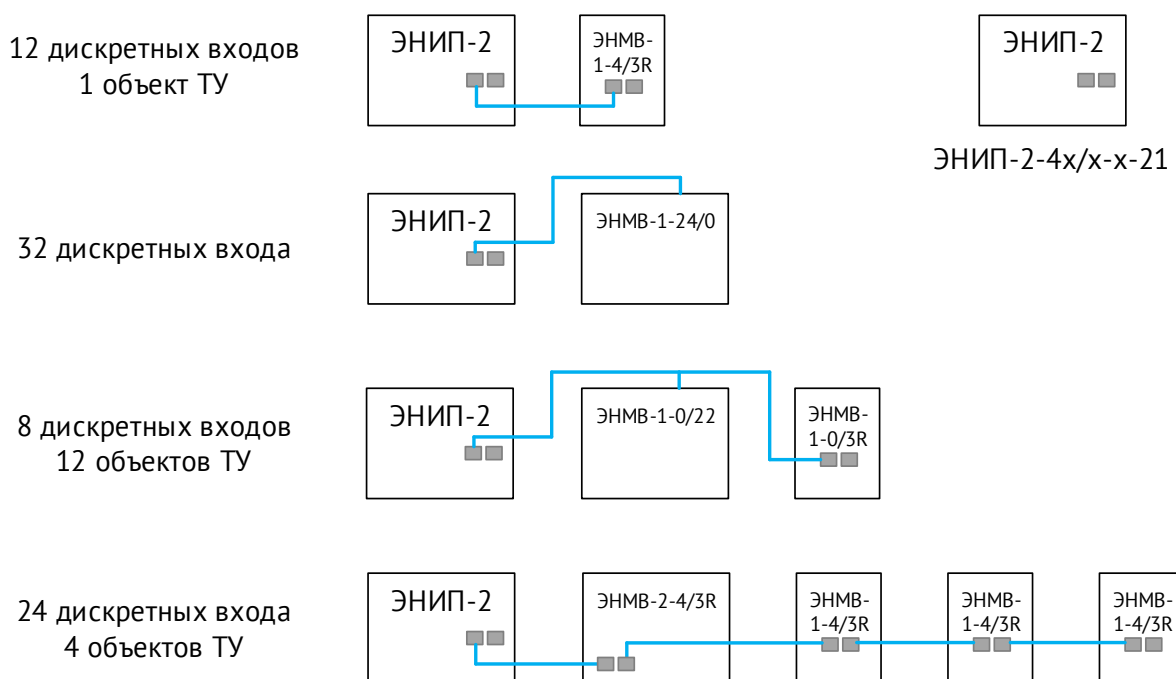 12 дискретных входов
1 объект ТУ
ЭНИП-2
ЭНМВ-
1-4/3R
ЭНИП-2
ЭНИП-2-4x/x-x-21
32 дискретных входа
ЭНИП-2
ЭНМВ-1-24/0
8 дискретных входов
12 объектов ТУ
ЭНИП-2
ЭНМВ-1-0/22
ЭНМВ-
1-0/3R
24 дискретных входа
4 объектов ТУ
ЭНИП-2
ЭНМВ-2-4/3R
ЭНМВ-
1-4/3R
ЭНМВ-
1-4/3R
ЭНМВ-
1-4/3R